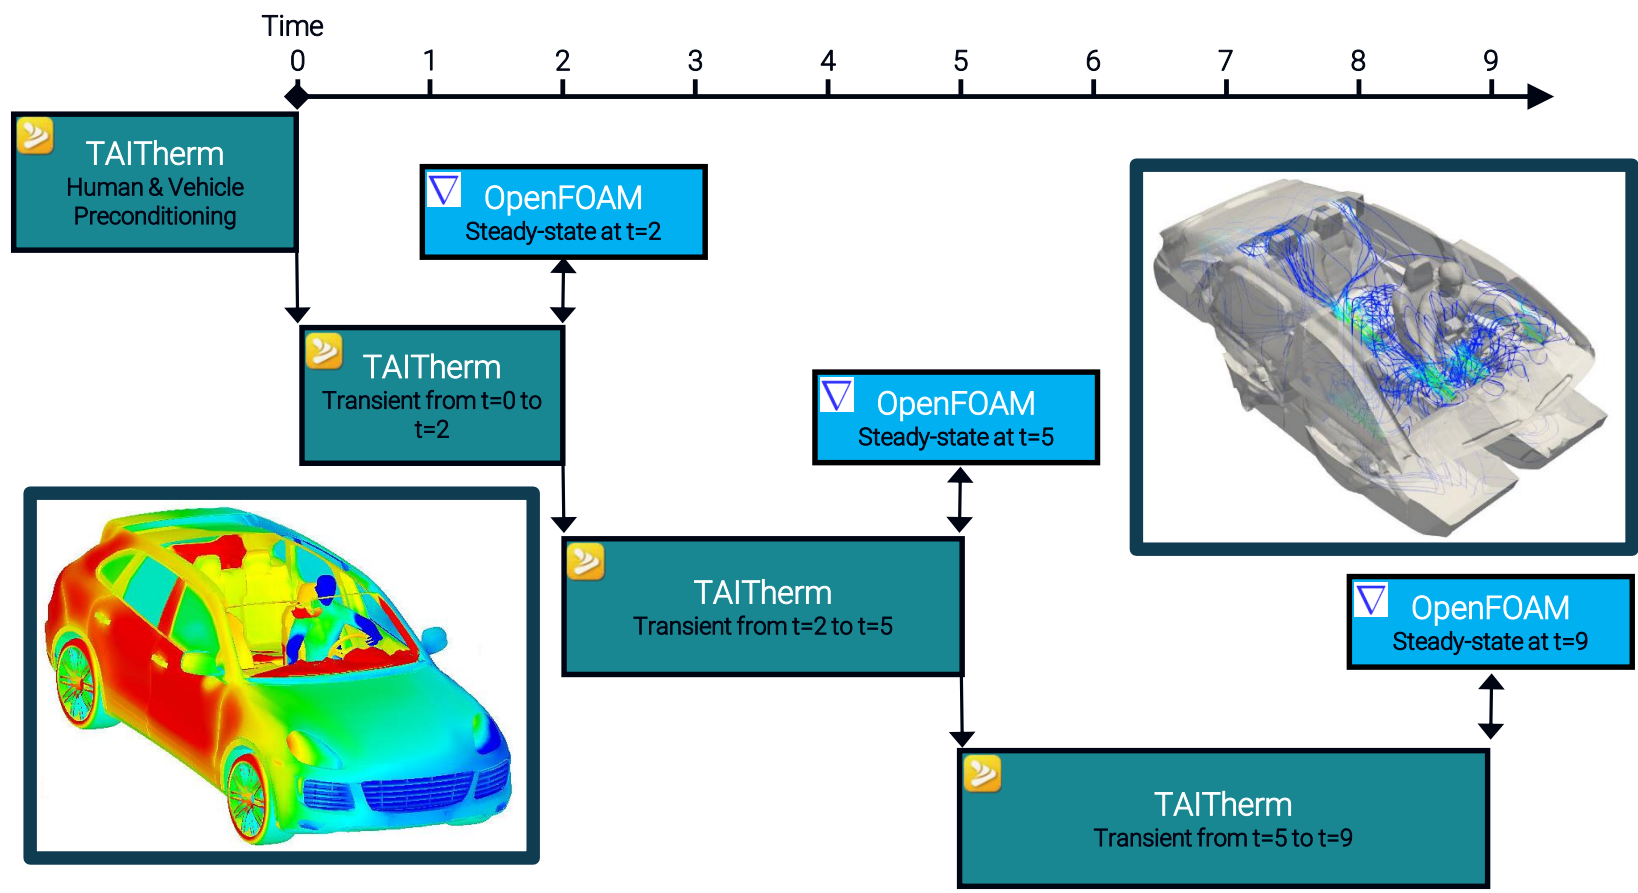 Time
0 1 2 3 4 5 6 7 8 9
TAITherm
Human & Vehicle
Preconditioning
OpenFOAM
Steady-state at t=2
TAITherm
Transient from t=0 to
t=2
OpenFOAM
Steady-state at t=5
TAITherm
Transient from t=2 to t=5
OpenFOAM
Steady-state at t=9
TAITherm
Transient from t=5 to t=9